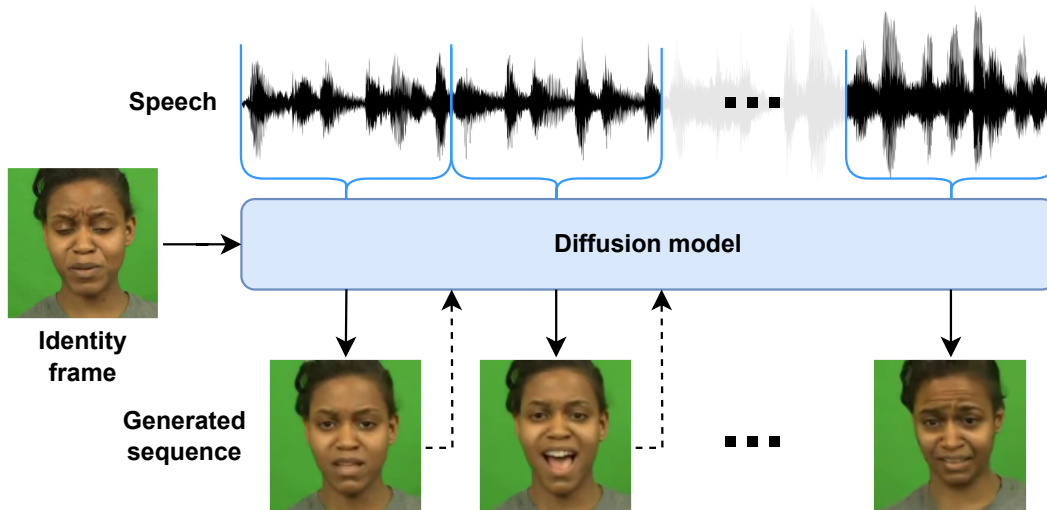 Speech
Diffusion model
Identity
frame
Generated
sequence